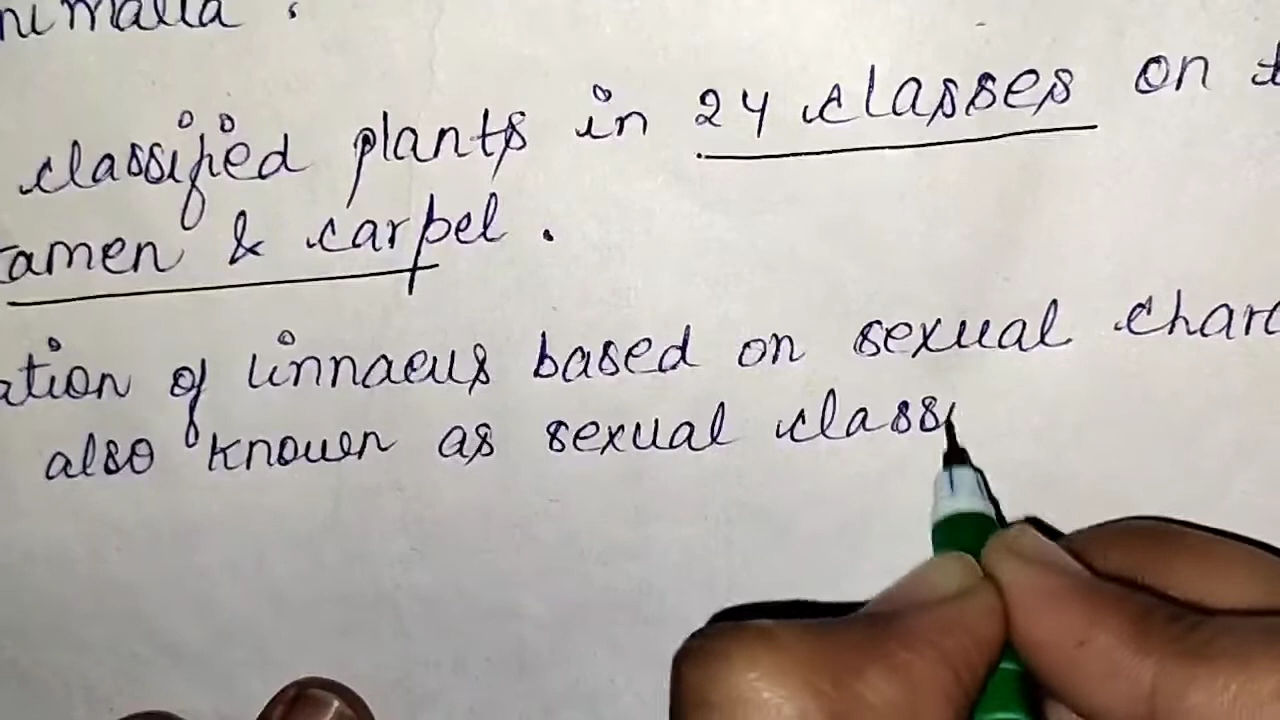 nimalia.
classified plants in 24 classes on t
tamen & carpel.
ation of linnaeus based on sexual char
also known as sexual class